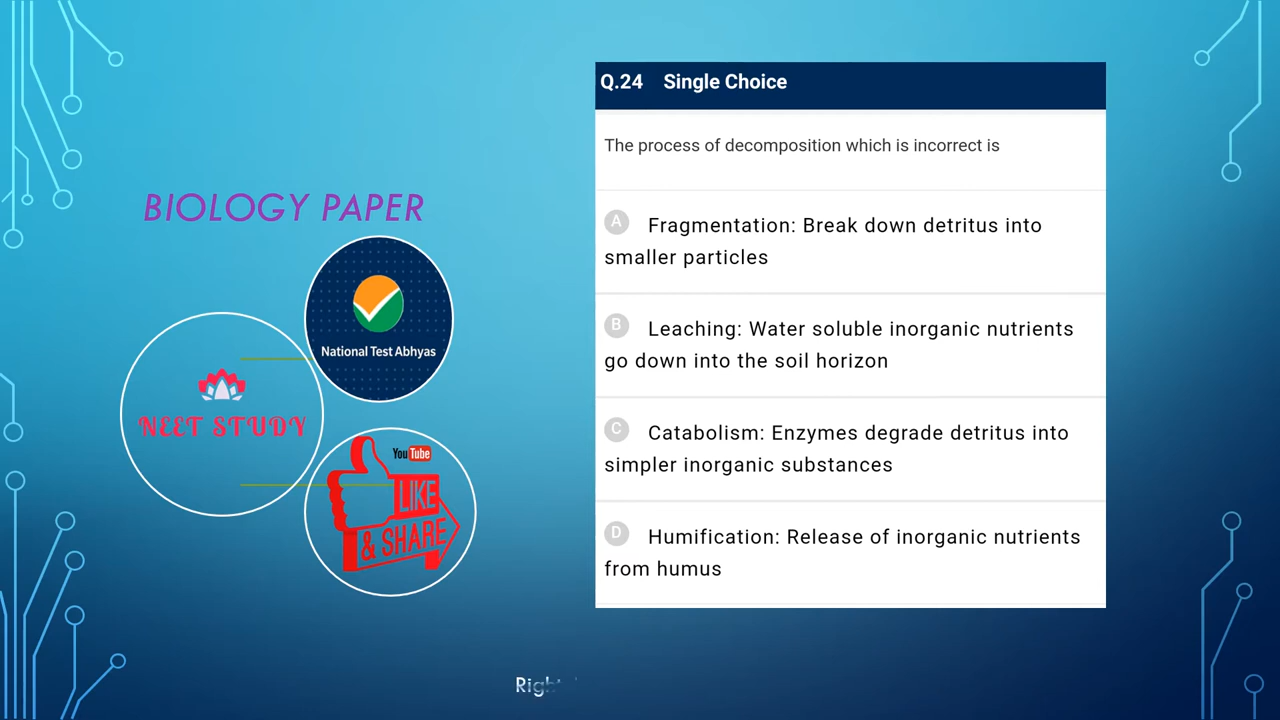 Q.24 Single Choice
The process of decomposition which is incorrect is
BIOLOGY PAPER
A Fragmentation: Break down detritus into
smaller particles
B Leaching: Water soluble inorganic nutrients
go down into the soil horizon
National Test Abhyas
NEET STUDY
C Catabolism: Enzymes degrade detritus into
simpler inorganic substances
YouTube
LIKE
& SHARE
D Humification: Release of inorganic nutrients
from humus